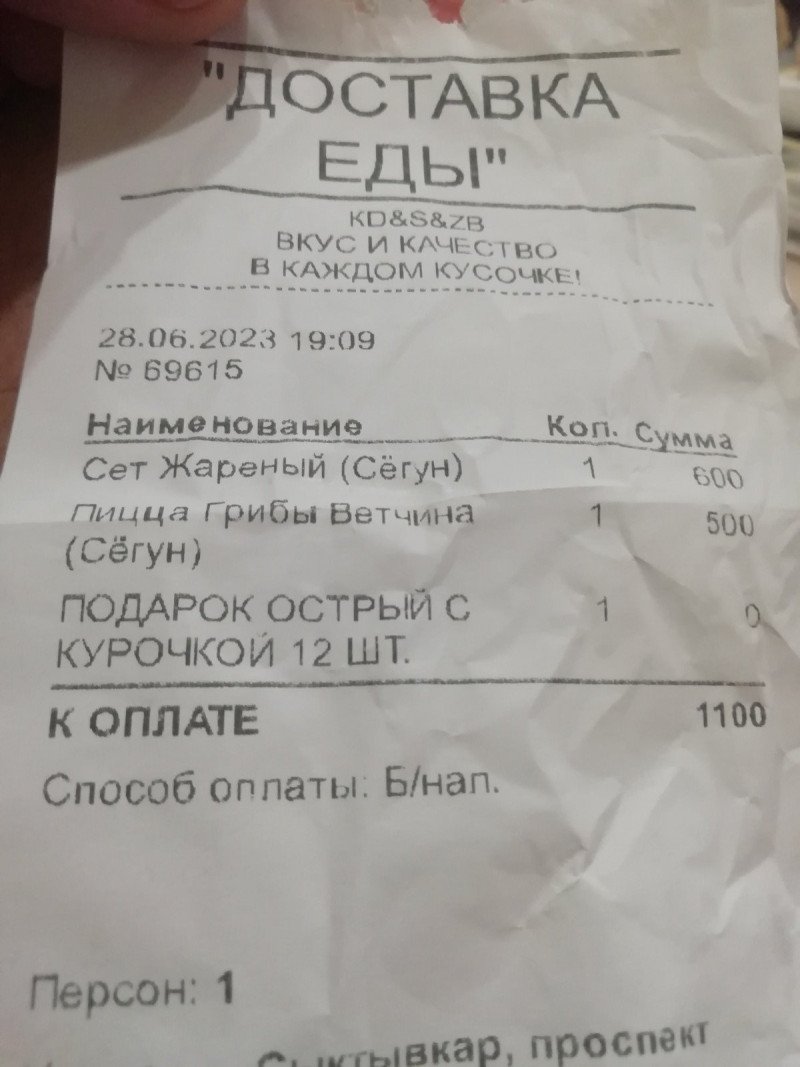 "ДОСТАВКА
ЕДЫ"
KD&S&ZB
ВКУС И КАЧЕСТВО
В КАЖДОМ КУСОЧКЕ!
28.06.2023 19:09
№ 69615
Наименование Кол. Сумма
Сет Жареный (Сёгун) 1 600
Пицца Грибы Ветчина 1 500
(Сёгун)
ПОДАРОК ОСТРЫЙ С 1 0
КУРОЧКОЙ 12 ШТ.
К ОПЛАТЕ 1100
Способ оплаты: Б/нал.
Персон: 1
Сыктывкар, проспект